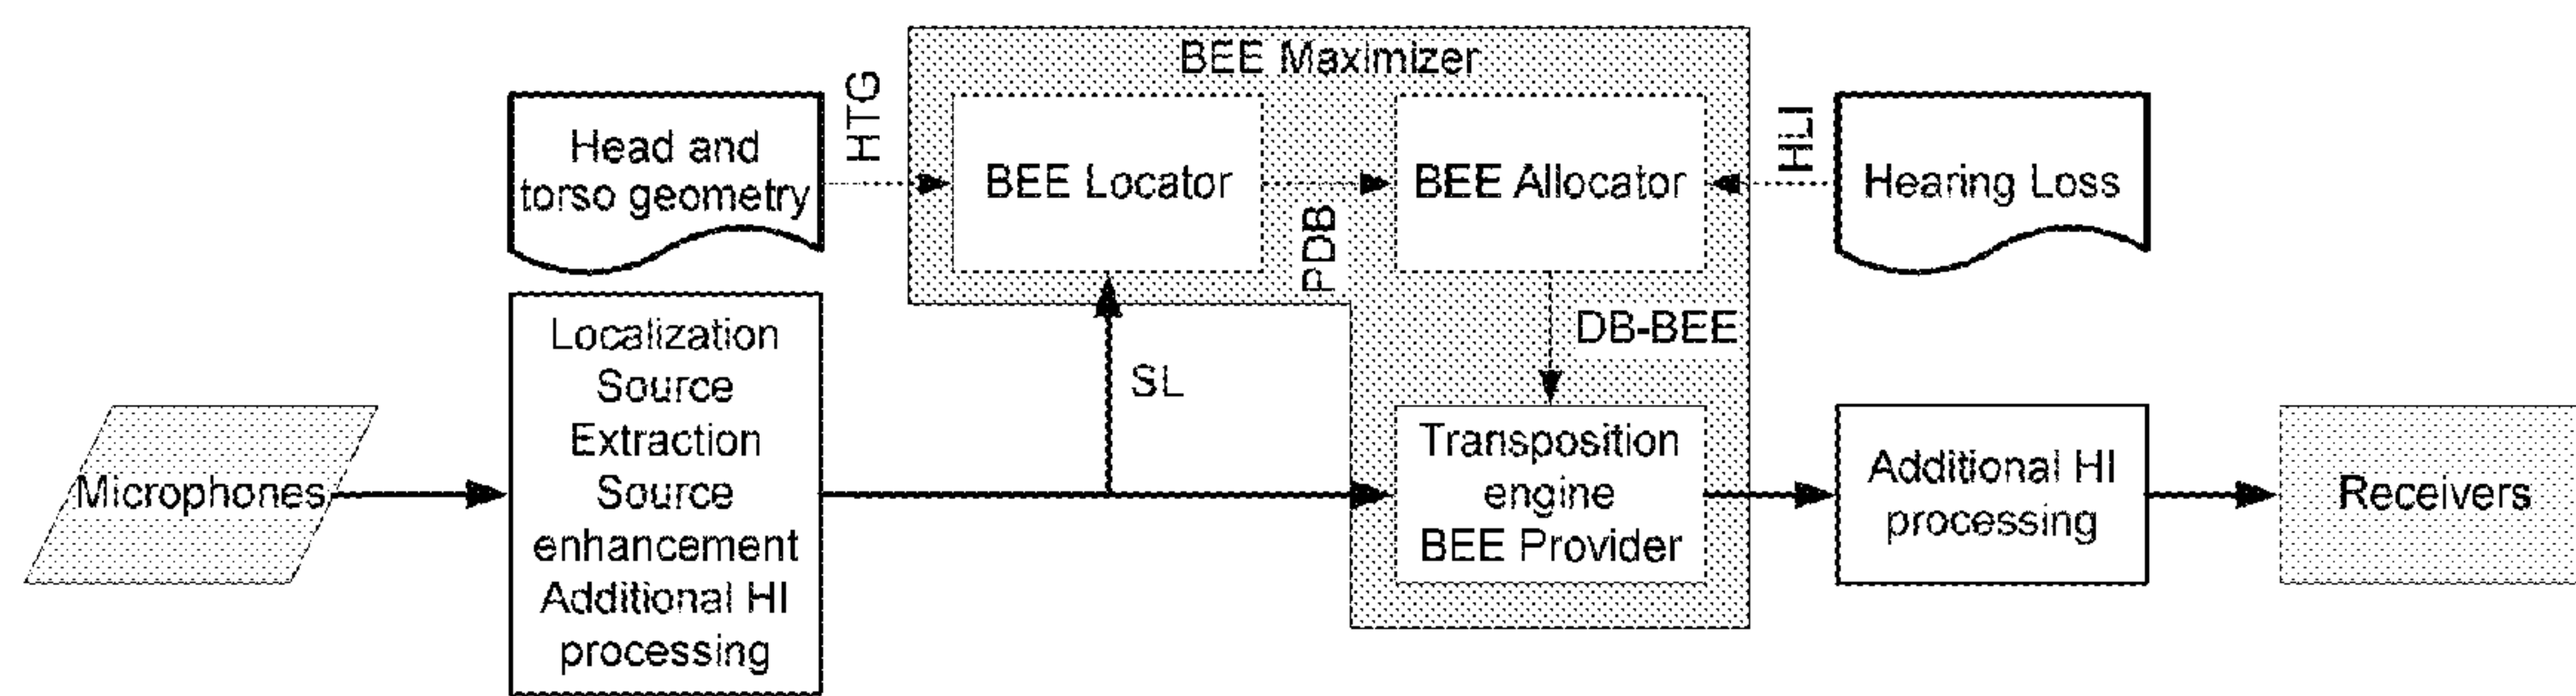 BEE Maximizer
Head and
torso geometry
HTG
BEE Locator
PDB
BEE Allocator
HLI
Hearing Loss
Microphones
Localization
Source
Extraction
Source
enhancement
Additional HI
processing
SL
DB-BEE
Transposition
engine
BEE Provider
Additional HI
processing
Receivers